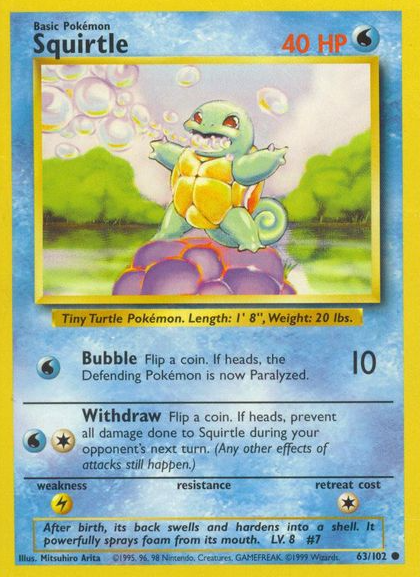 Basic Pokémon
Squirtle
40 HP
Tiny Turtle Pokémon. Length: 1' 8", Weight: 20 lbs.
Bubble Flip a coin. If heads, the
Defending Pokémon is now Paralyzed.
10
Withdraw Flip a coin. If heads, prevent
all damage done to Squirtle during your
opponent's next turn. (Any other effects of
attacks still happen.)
weakness resistance retreat cost
After birth, its back swells and hardens into a shell. It
powerfully sprays foam from its mouth. LV. 8 #7
Illus. Mitsuhiro Arita ©1995, 96, 98 Nintendo, Creatures, GAMEFREAK. ©1999 Wizards. 63/102